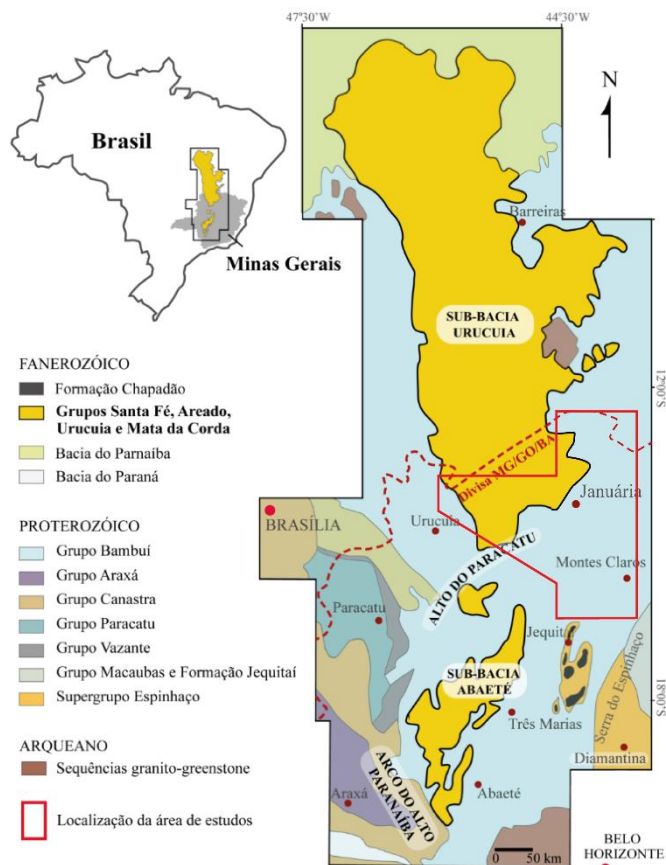 47°30'W
44°30'W
N
Brasil
Minas Gerais
Barreiras
SUB-BACIA
URUCUIA
12°00'S
Divisa MG/GO/BA
Januária
BRASÍLIA
Urucuia
ALTO DO PARACATU
Montes Claros
Paracatu
Jequitaí
SUB-BACIA
ABAETÉ
Serra do Espinhaço
18°00'S
Três Marias
Diamantina
ARCO DO ALTO
PARANAÍBA
Araxá
Abaeté
0
50 km
BELO
HORIZONTE
FANEROZÓICO
Formação Chapadão
Grupos Santa Fé, Areado,
Urucuia e Mata da Corda
Bacia do Parnaíba
Bacia do Paraná
PROTEROZÓICO
Grupo Bambuí
Grupo Araxá
Grupo Canastra
Grupo Paracatu
Grupo Vazante
Grupo Macaubas e Formação Jequitaí
Supergrupo Espinhaço
ARQUEANO
Sequências granito-greenstone
Localização da área de estudos